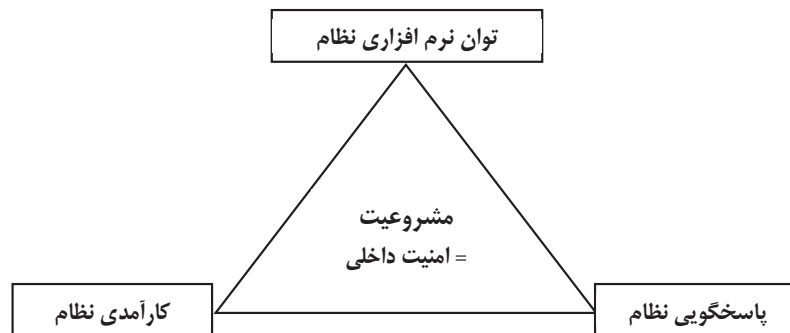 توان نرم افزاری نظام
مشروعیت
= امنیت داخلی
پاسخگویی نظام
کارآمدی نظام